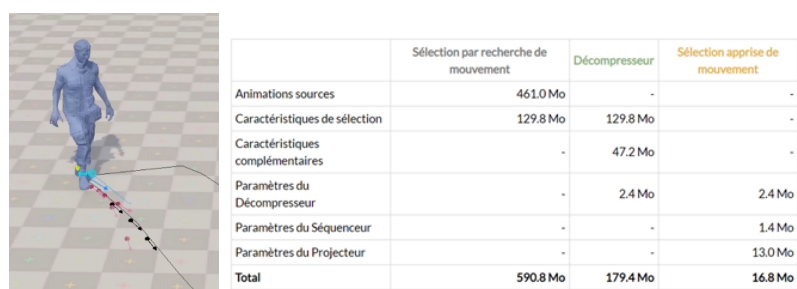 Sélection par recherche de mouvement Décompresseur Sélection apprise de mouvement
Animations sources 461.0 Mo - -
Caractéristiques de sélection 129.8 Mo 129.8 Mo -
Caractéristiques complémentaires - 47.2 Mo -
Paramètres du Décompresseur - 2.4 Mo 2.4 Mo
Paramètres du Séquenceur - - 1.4 Mo
Paramètres du Projecteur - - 13.0 Mo
Total 590.8 Mo 179.4 Mo 16.8 Mo